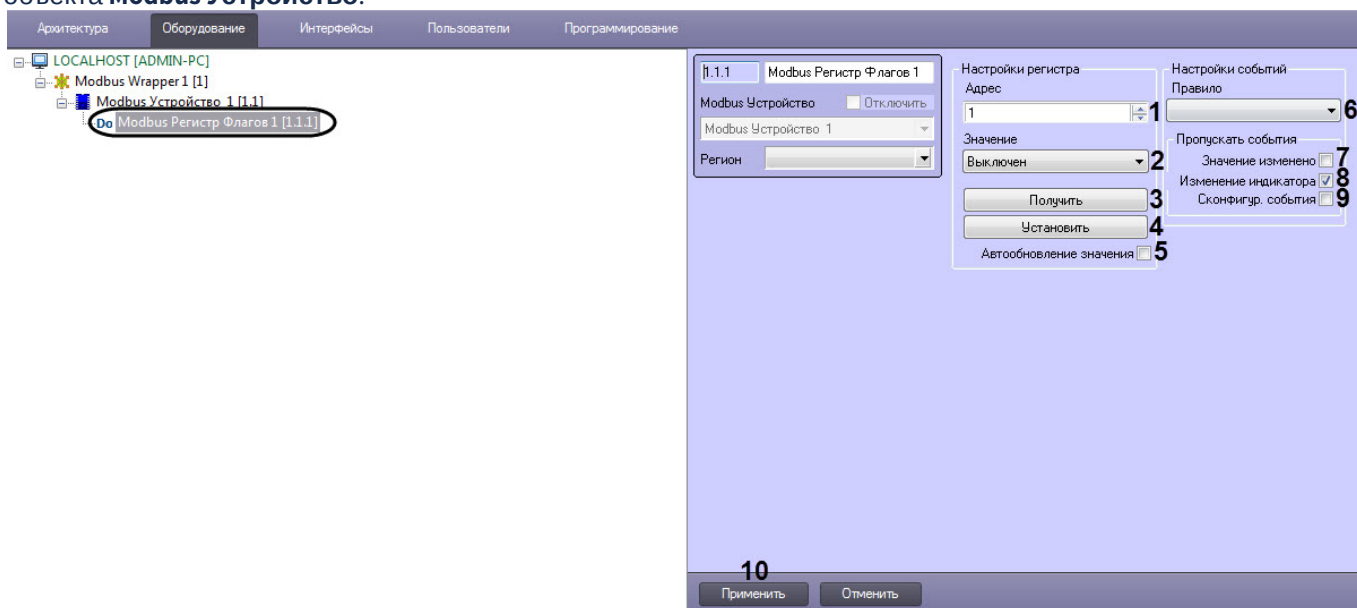 объекта Modbus Устройство.
Архитектура Оборудование Интерфейсы Пользователи Программирование
LOCALHOST [ADMIN-PC]
Modbus Wrapper 1 [1]
Modbus Устройство 1 [1.1]
Do Modbus Регистр Флагов 1 [1.1.1]
1.1.1 Modbus Регистр Флагов 1
Modbus Устройство Отключить
Modbus Устройство 1
Регион
Настройки регистра
Адрес
1 1
Значение
Выключен 2
Получить 3
Установить 4
Автообновление значения 5
Настройки событий
Правило
6
Пропускать события
Значение изменено 7
Изменение индикатора 8
Сконфигур. события 9
10
Применить Отменить